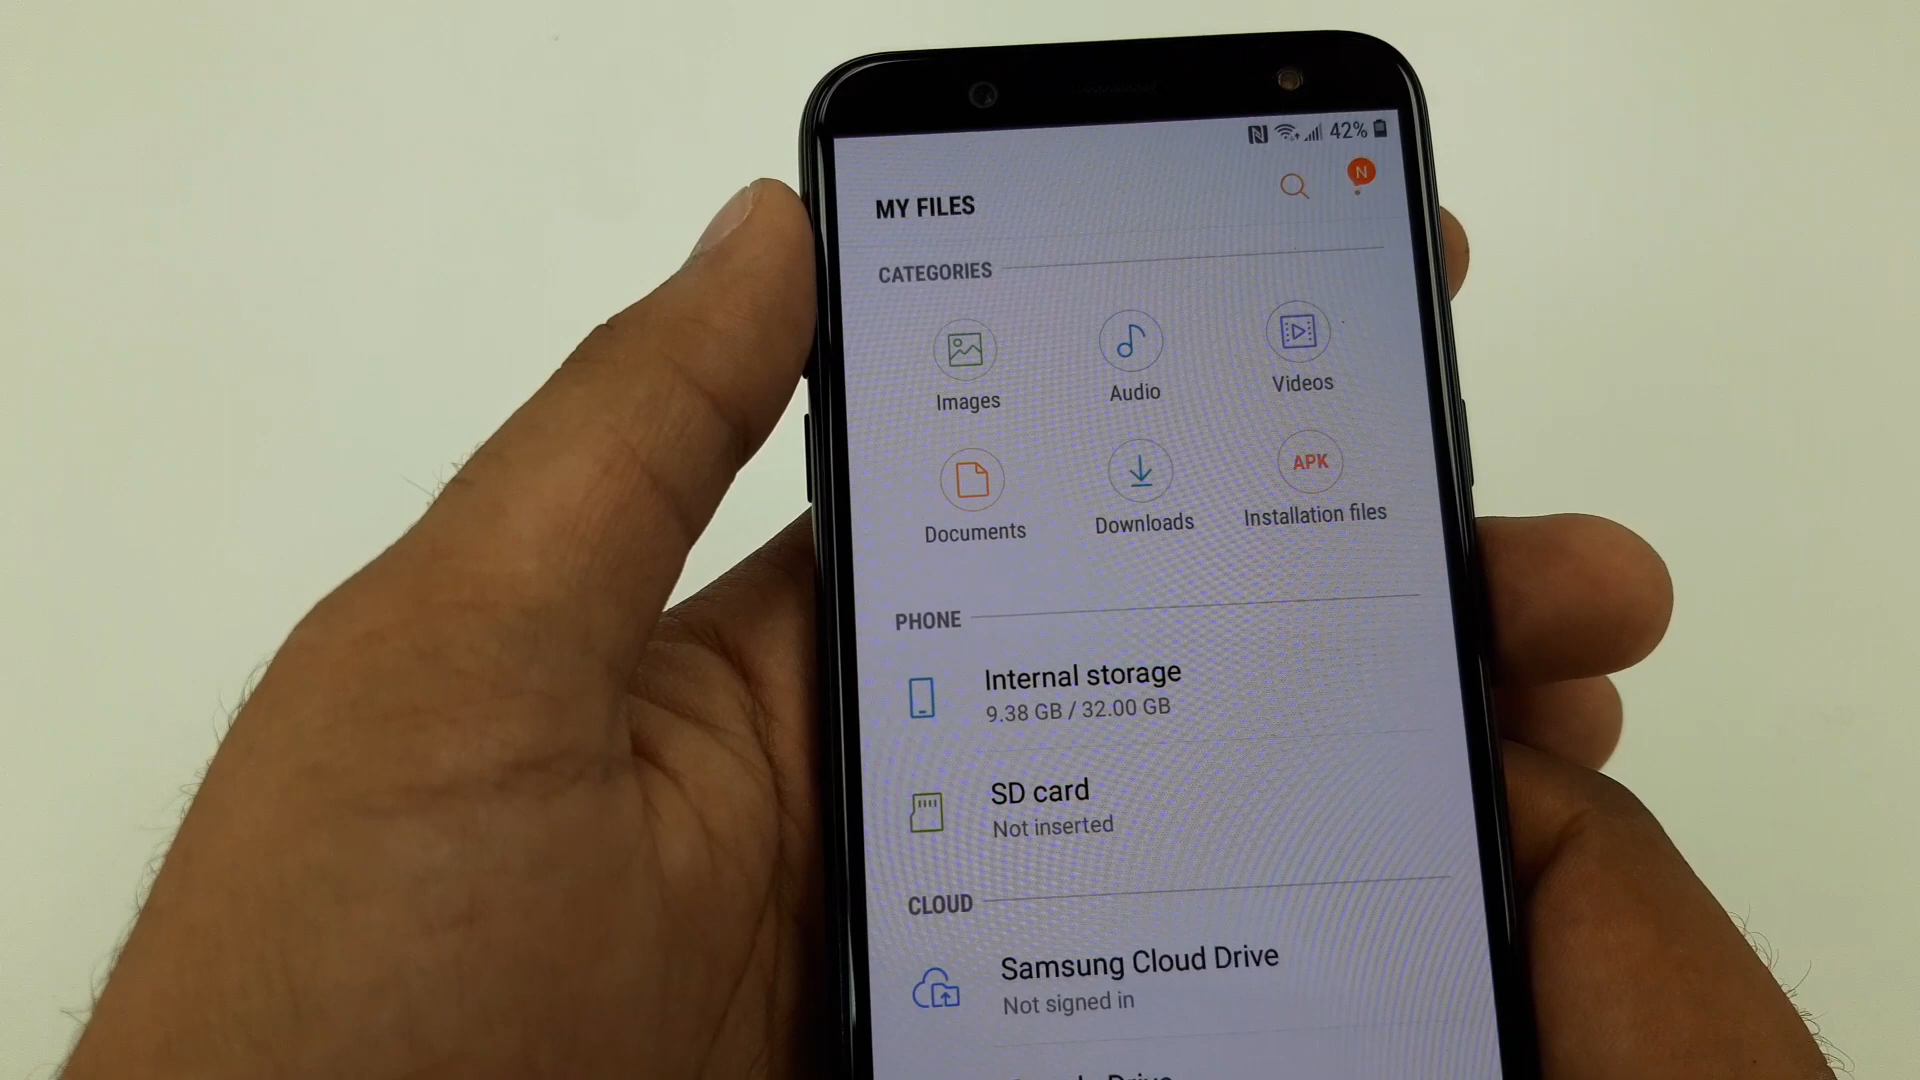 42%
N
MY FILES
CATEGORIES
Images
Audio
Videos
APK
Documents
Downloads
Installation files
PHONE
Internal storage
9.38 GB / 32.00 GB
SD card
Not inserted
CLOUD
Samsung Cloud Drive
Not signed in
Drive